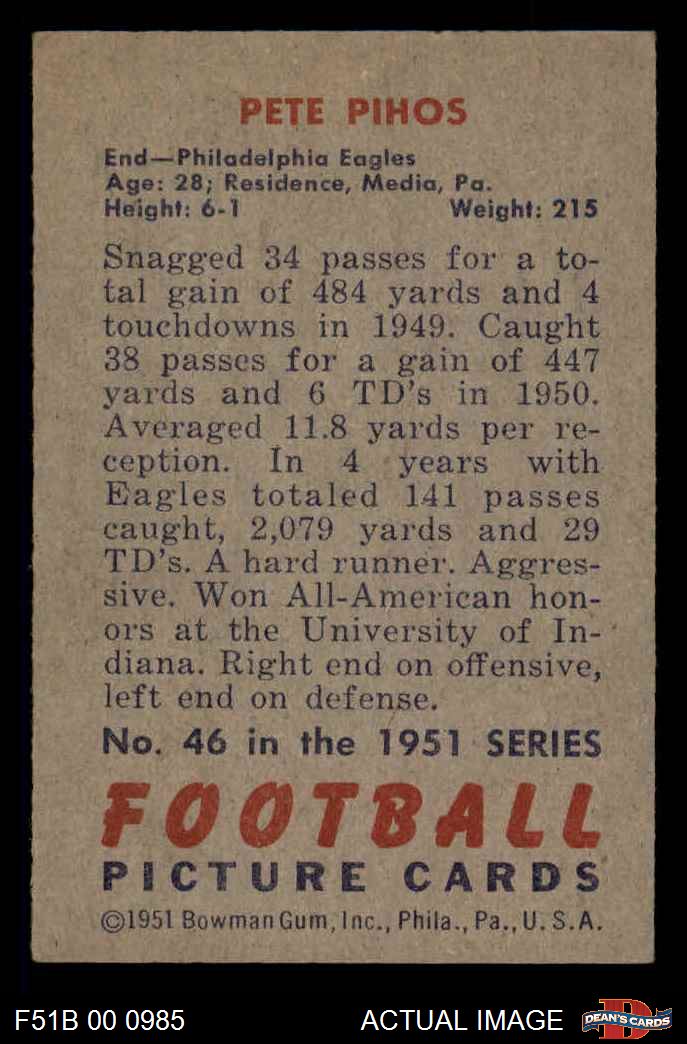 PETE PIHOS
End—Philadelphia Eagles
Age: 28; Residence, Media, Pa.
Height: 6-1 Weight: 215
Snagged 34 passes for a to-
tal gain of 484 yards and 4
touchdowns in 1949. Caught
38 passes for a gain of 447
yards and 6 TD's in 1950.
Averaged 11.8 yards per re-
ception. In 4 years with
Eagles totaled 141 passes
caught, 2,079 yards and 29
TD's. A hard runner. Aggres-
sive. Won All-American hon-
ors at the University of In-
diana. Right end on offensive,
left end on defense.
No. 46 in the 1951 SERIES
FOOTBALL
PICTURE CARDS
©1951 Bowman Gum, Inc., Phila., Pa., U. S. A.
F51B 00 0985 ACTUAL IMAGE DEAN'S CARDS